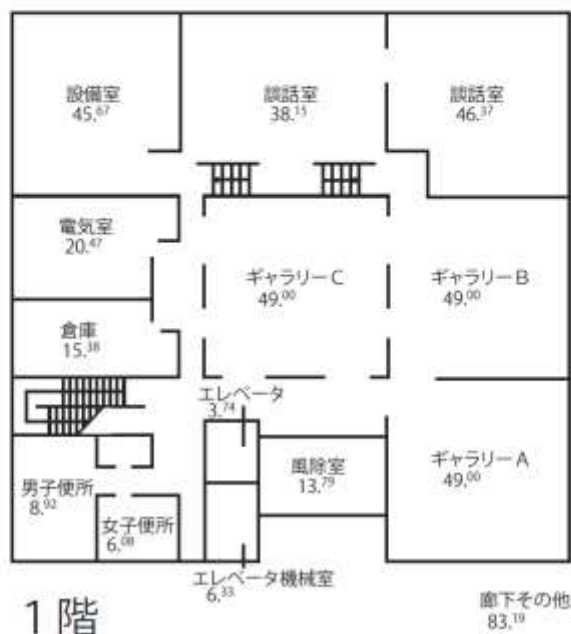 設備室
45.67
談話室
38.15
談話室
46.37
電気室
20.47
ギャラリーC
49.00
ギャラリーB
49.00
倉庫
15.38
エレベータ
3.74
男子便所
8.92
女子便所
6.08
風除室
13.79
ギャラリーA
49.00
エレベータ機械室
6.33
1階
廊下その他
83.19